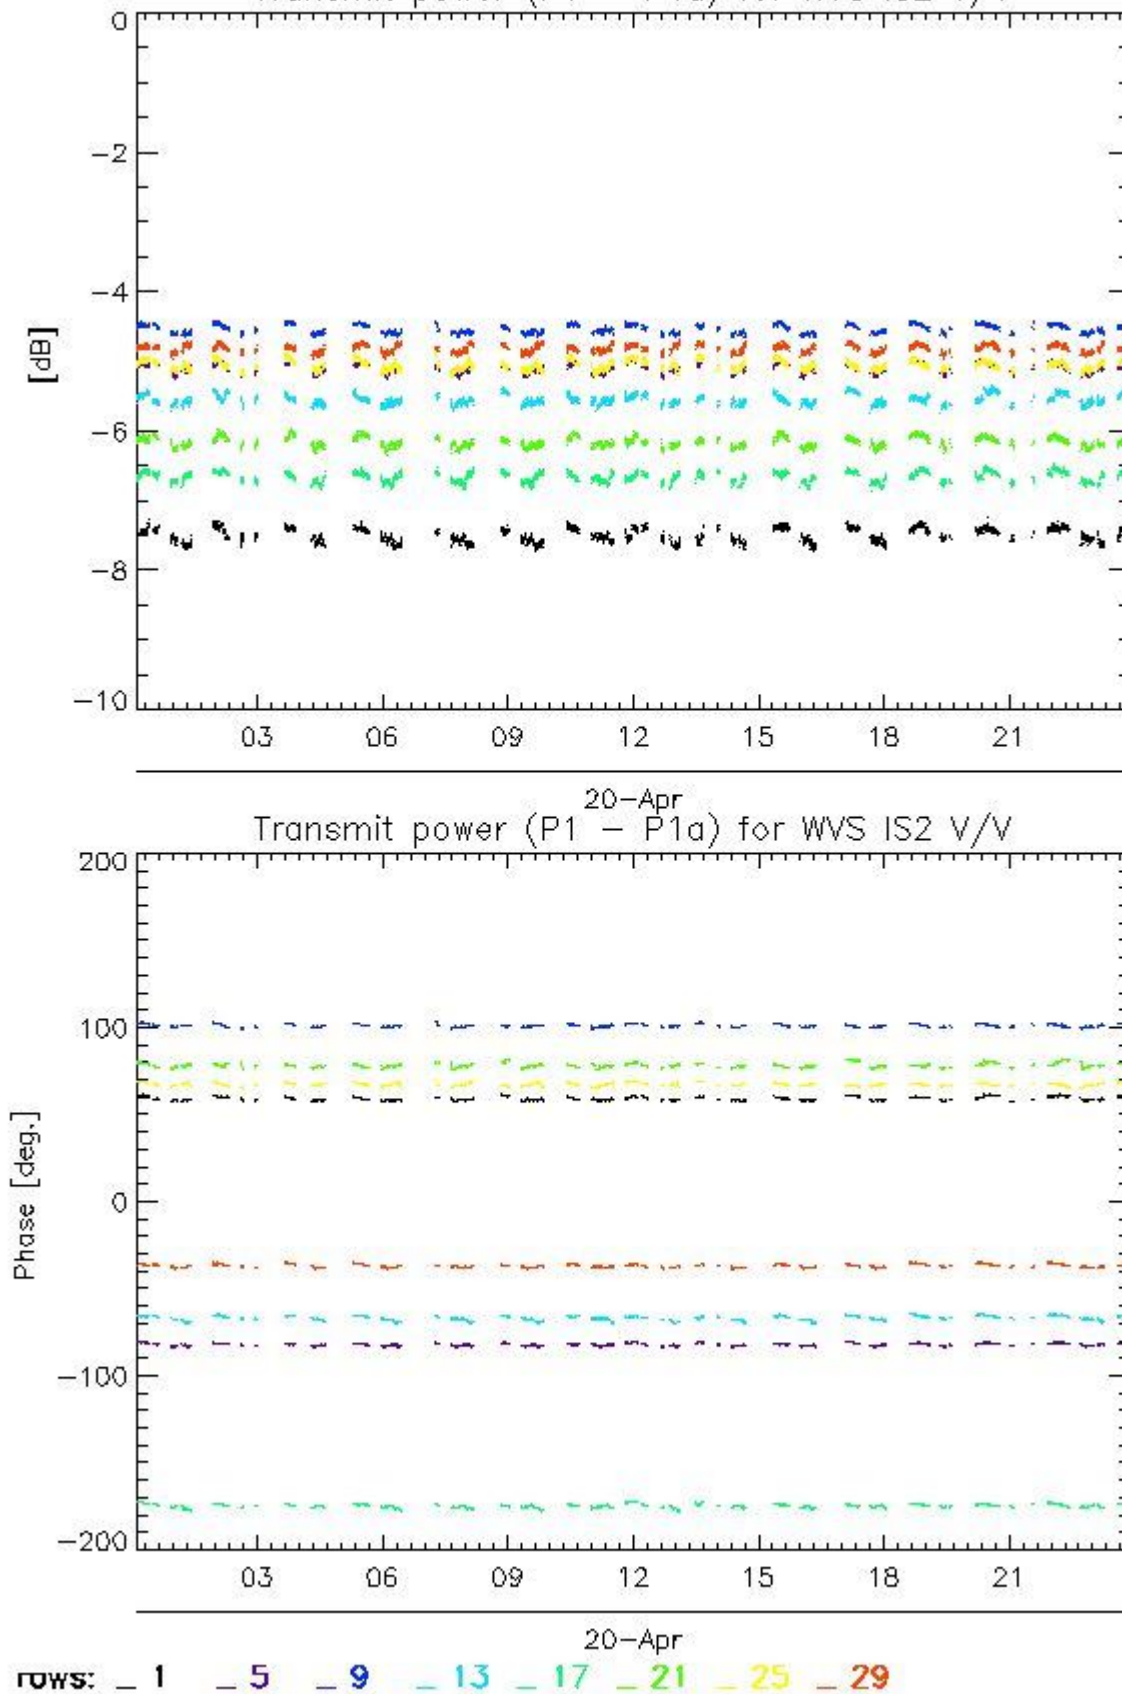 0
-2
-4
[dB]
-6
-8
-10
03 06 09 12 15 18 21
20-Apr
Transmit power (P1 - P1a) for WVS IS2 V/V
200
100
0
Phase [deg.]
-100
-200
03 06 09 12 15 18 21
20-Apr
rows: _ 1 _ 5 _ 9 _ 13 _ 17 _ 21 _ 25 _ 29